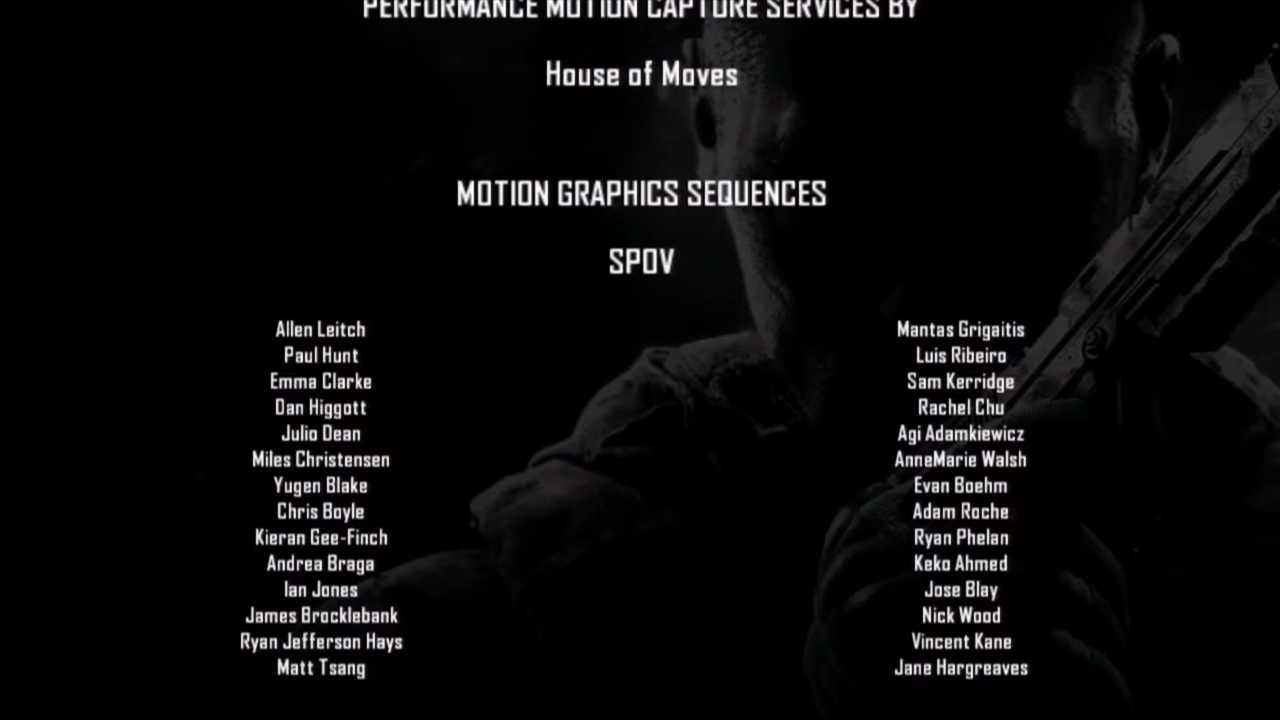 PERFORMANCE MOTION CAPTURE SERVICES BY
House of Moves
MOTION GRAPHICS SEQUENCES
SPOV
Allen Leitch
Paul Hunt
Emma Clarke
Dan Higgott
Julio Dean
Miles Christensen
Yugen Blake
Chris Boyle
Kieran Gee-Finch
Andrea Braga
Ian Jones
James Brocklebank
Ryan Jefferson Hays
Matt Tsang
Mantas Grigaitis
Luis Ribeiro
Sam Kerridge
Rachel Chu
Agi Adamkiewicz
AnneMarie Walsh
Evan Boehm
Adam Roche
Ryan Phelan
Keko Ahmed
Jose Blay
Nick Wood
Vincent Kane
Jane Hargreaves